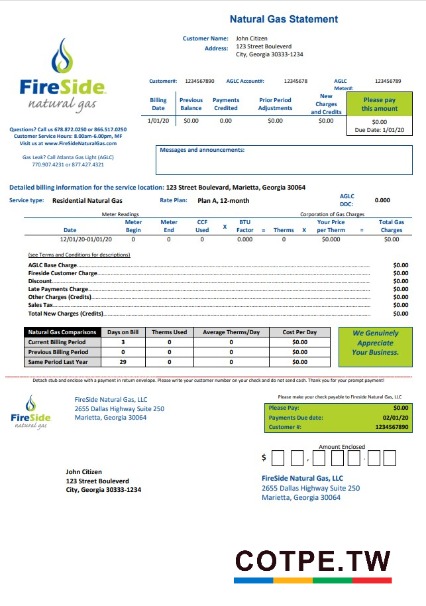 Natural Gas Statement
Customer Name: John Citizen
Address: 123 Street Bouleverd
City, Georgia 30333-1234
FireSide
natural gas
Customer#: 1234567890 AGLC Account#: 12345678 AGLC Meter#: 123456789
Billing Date Previous Balance Payments Credited Prior Period Adjustments: New Charges and Credits Please pay this amount
1/01/20 $0.00 0.00 $0.00 $0.00 $0.00
Due Date: 1/01/20
Questions? Call us 678.872.0250 or 866.517.0250
Customer Service Hours: 8.00am-6.00pm, MF
Visit us at www.FireSideNaturalGas.com
Gas Leak? Call Atlanta Gas Light (AGLC)
770.907.4231 or 877.427.4321
Messages and announcements:
Detailed billing information for the service location: 123 Street Boulevard, Marietta, Georgia 30064
Service type: Residential Natural Gas Rate Plan: Plan A, 12-month AGLC DDC: 0.000
Meter Readings Corporation of Gas Charges
Date Meter Begin Meter End CCF Used X BTU Factor = Therms X Your Price per Therm = Total Gas Charges
12/01/20-01/01/20 0 0 0 0.000 0 $0.000 $0.00
(see Terms and Conditions for descriptions)
AGLC Base Charge $0.00
Fireside Customer Charge $0.00
Discount $0.00
Late Payments Charge $0.00
Other Charges (Credits) $0.00
Sales Tax $0.00
Total New Charges (Credits) $0.00
Natural Gas Comparisons Days on Bill Therms Used Average Therms/Day Cost Per Day
Current Billing Period 3 0 0 $0.00
Previous Billing Period 0 0 0 $0.00
Same Period Last Year 29 0 0 $0.00
We Genuinely
Appreciate
Your Business.
Detach stub and enclose with a payment in return envelope. Please write your customer number on your check and do not send cash. Thank you for your prompt payment!
FireSide
natural gas
FireSide Natural Gas, LLC
2655 Dallas Highway Suite 250
Marietta, Georgia 30064
Please make your check payable to Fireside Natural Gas, LLC
Please Pay: $0.00
Payments Due date: 02/01/20
Customer #: 1234567890
Amount Enclosed
$ , .
John Citizen
123 Street Bouleverd
City, Georgia 30333-1234
FireSide Natural Gas, LLC
2655 Dallas Highway Suite 250
Marietta, Georgia 30064
COTPE.TW